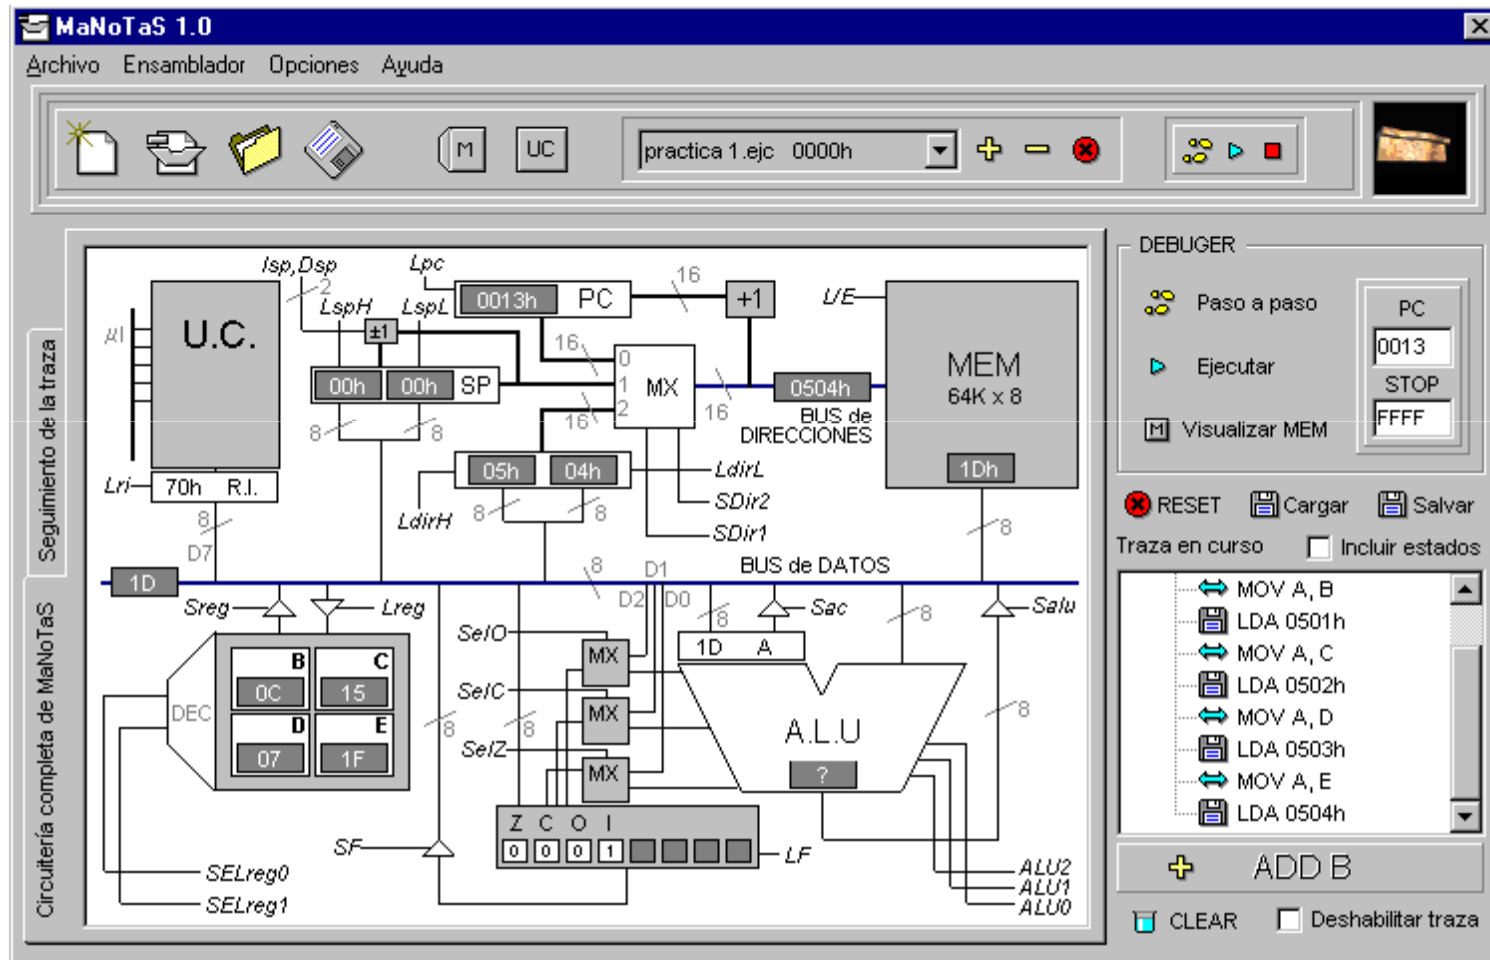 MaNoTaS 1.0
Archivo Ensamblador Opciones Ayuda
M UC practica 1.ejc 0000h
Seguimiento de la traza
Circuitería completa de MaNoTaS
Isp,Dsp Lpc
2 16
0013h PC +1 L/E
LspH LspL
µI U.C. ±1
16 0
MEM
64K x 8
00h 00h SP 1 MX 0504h
16 2 16 BUS de
DIRECCIONES
8 8
05h 04h LdirL 1Dh
Lri 70h R.I.
SDir2
8 LdirH 8 8 SDir1 8
D7
BUS de DATOS
1D 8 D1
D2 D0
Sreg Lreg 8 Sac 8 Salu
SelO MX 1D A
B C
0C 15
SelC MX
DEC D E 8 8 A.L.U 8
SelZ
07 1F MX ?
Z C O I
0 0 0 1
SF LF
SELreg0 ALU2
ALU1
SELreg1 ALU0
DEBUGER
Paso a paso PC
0013
Ejecutar STOP
FFFF
M Visualizar MEM
RESET Cargar Salvar
Traza en curso Incluir estados
MOV A, B
LDA 0501h
MOV A, C
LDA 0502h
MOV A, D
LDA 0503h
MOV A, E
LDA 0504h
ADD B
CLEAR Deshabilitar traza